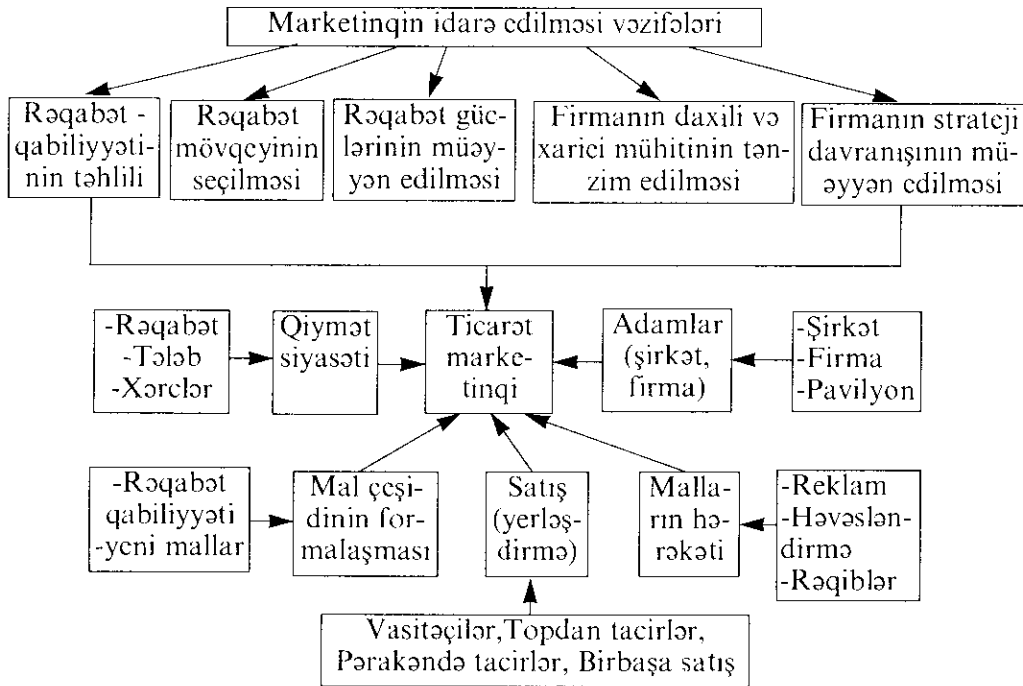 Marketinqin idarə edilməsi vəzifələri
Rəqabət -
qabiliyyəti-
nin təhlili
Rəqabət
mövqeyinin
seçilməsi
Rəqabət güc-
lərinin müəy-
yən edilməsi
Firmanın daxili və
xarici mühitinin tən-
zim edilməsi
Firmanın strateji
davranışının mü-
əyyən edilməsi
-Rəqabət
-Tələb
-Xərclər
Qiymət
siyasəti
Ticarət
marke-
tinqi
Adamlar
(şirkət,
firma)
-Şirkət
-Firma
-Pavilyon
-Rəqabət
qabiliyyəti
-yeni mallar
Mal çeşi-
dinin for-
malaşması
Satış
(yerləş-
dirmə)
Malla-
rın hə-
rəkəti
-Reklam
-Həvəslən-
dirmə
-Rəqiblər
Vasitəçilər,Topdan tacirlər,
Pərakəndə tacirlər, Birbaşa satış